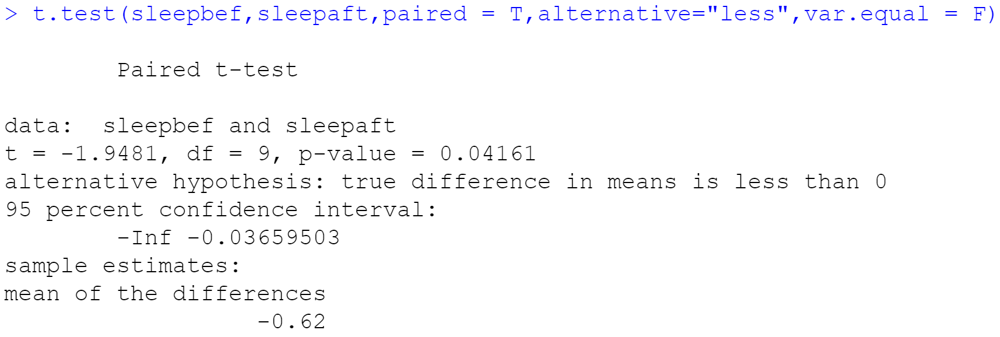 > t.test(sleepbef,sleepaft,paired = T,alternative="less",var.equal = F)
Paired t-test
data:  sleepbef and sleepaft
t = -1.9481, df = 9, p-value = 0.04161
alternative hypothesis: true difference in means is less than 0
95 percent confidence interval:
-Inf -0.03659503
sample estimates:
mean of the differences
-0.62